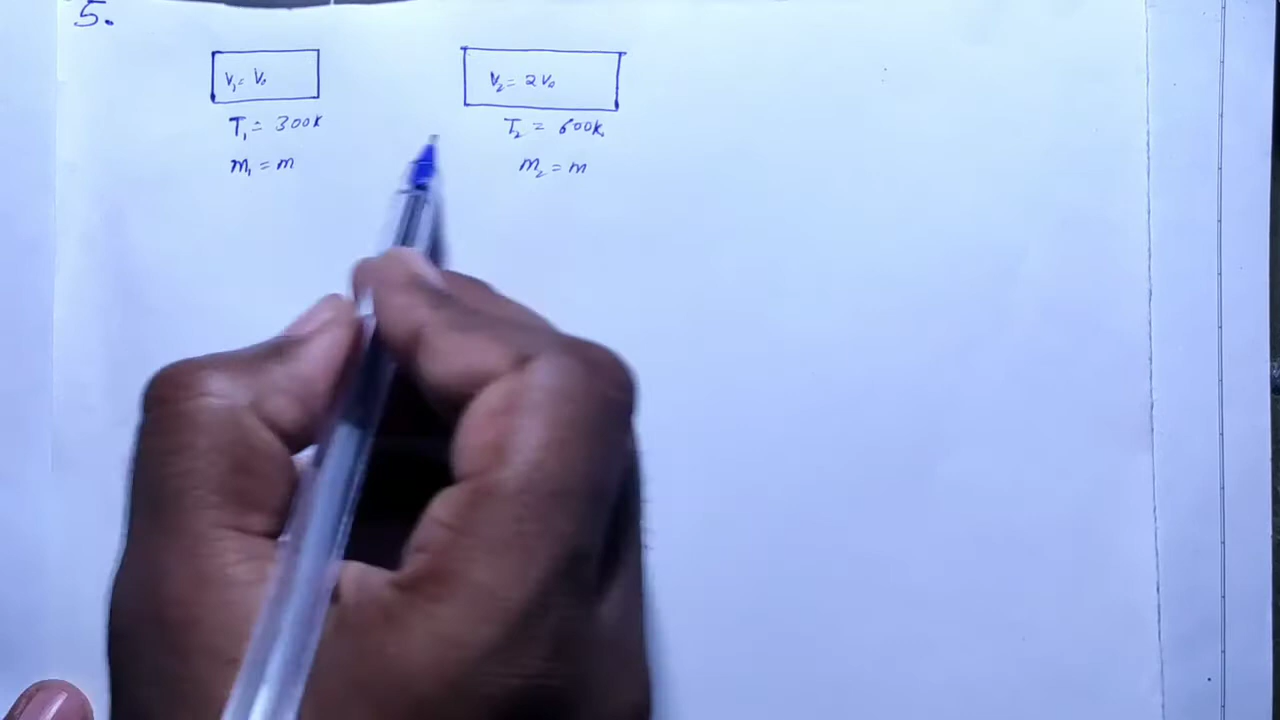 5.
V₁ = V₀ V₂ = 2V₀
T₁ = 300K T₂ = 600K
m₁ = m m₂ = m